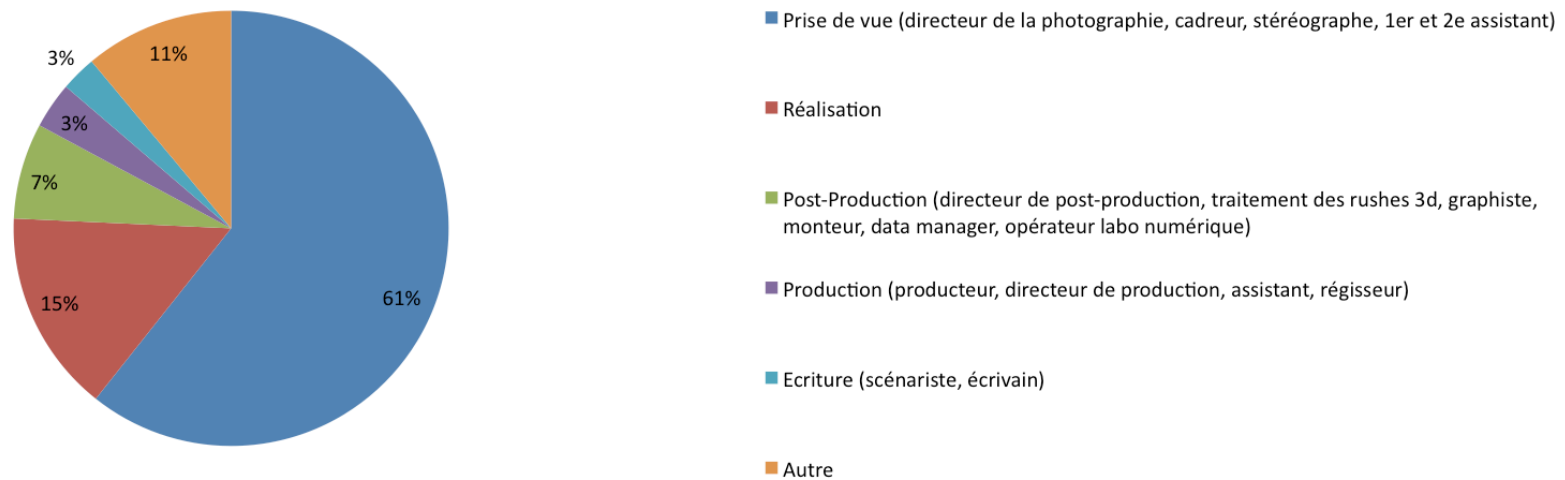 11%
3%
3%
7%
15%
61%
Prise de vue (directeur de la photographie, cadreur, stéréographe, 1er et 2e assistant)
Réalisation
Post-Production (directeur de post-production, traitement des rushes 3d, graphiste,
monteur, data manager, opérateur labo numérique)
Production (producteur, directeur de production, assistant, régisseur)
Ecriture (scénariste, écrivain)
Autre